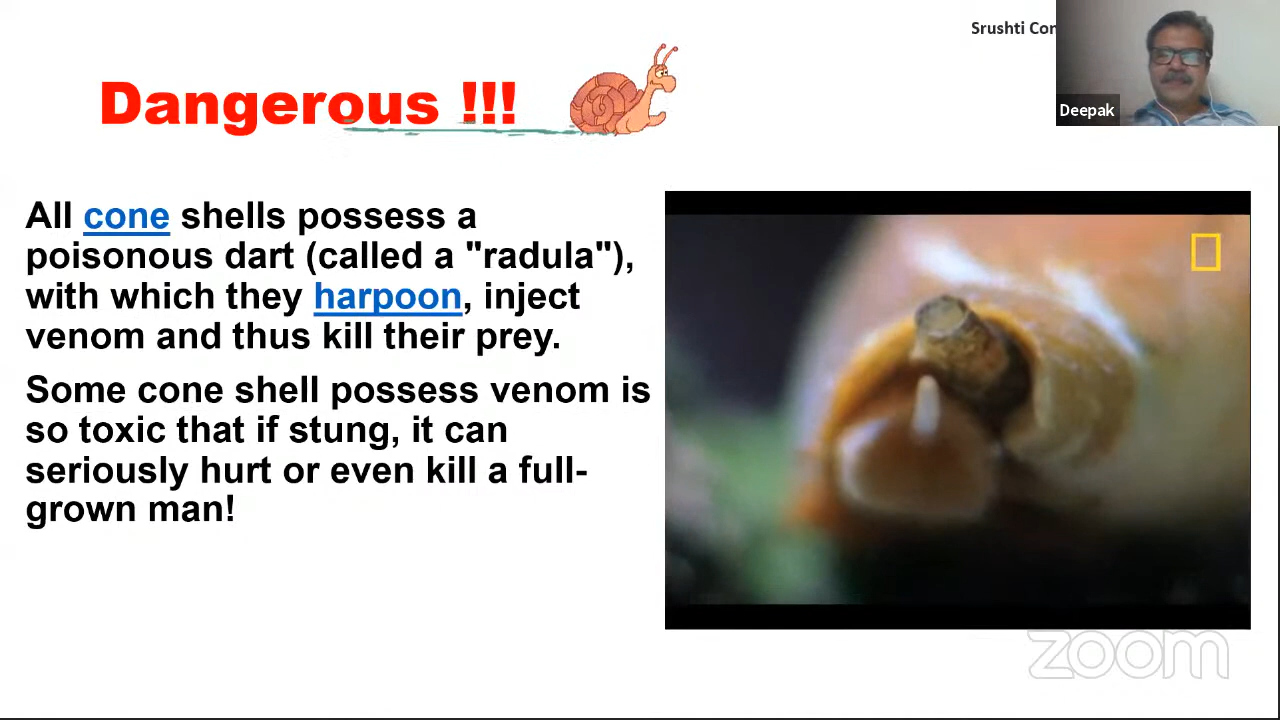 Srushti Con
Deepak
Dangerous !!!
All cone shells possess a
poisonous dart (called a "radula"),
with which they harpoon, inject
venom and thus kill their prey.
Some cone shell possess venom is
so toxic that if stung, it can
seriously hurt or even kill a full-
grown man!
zoom